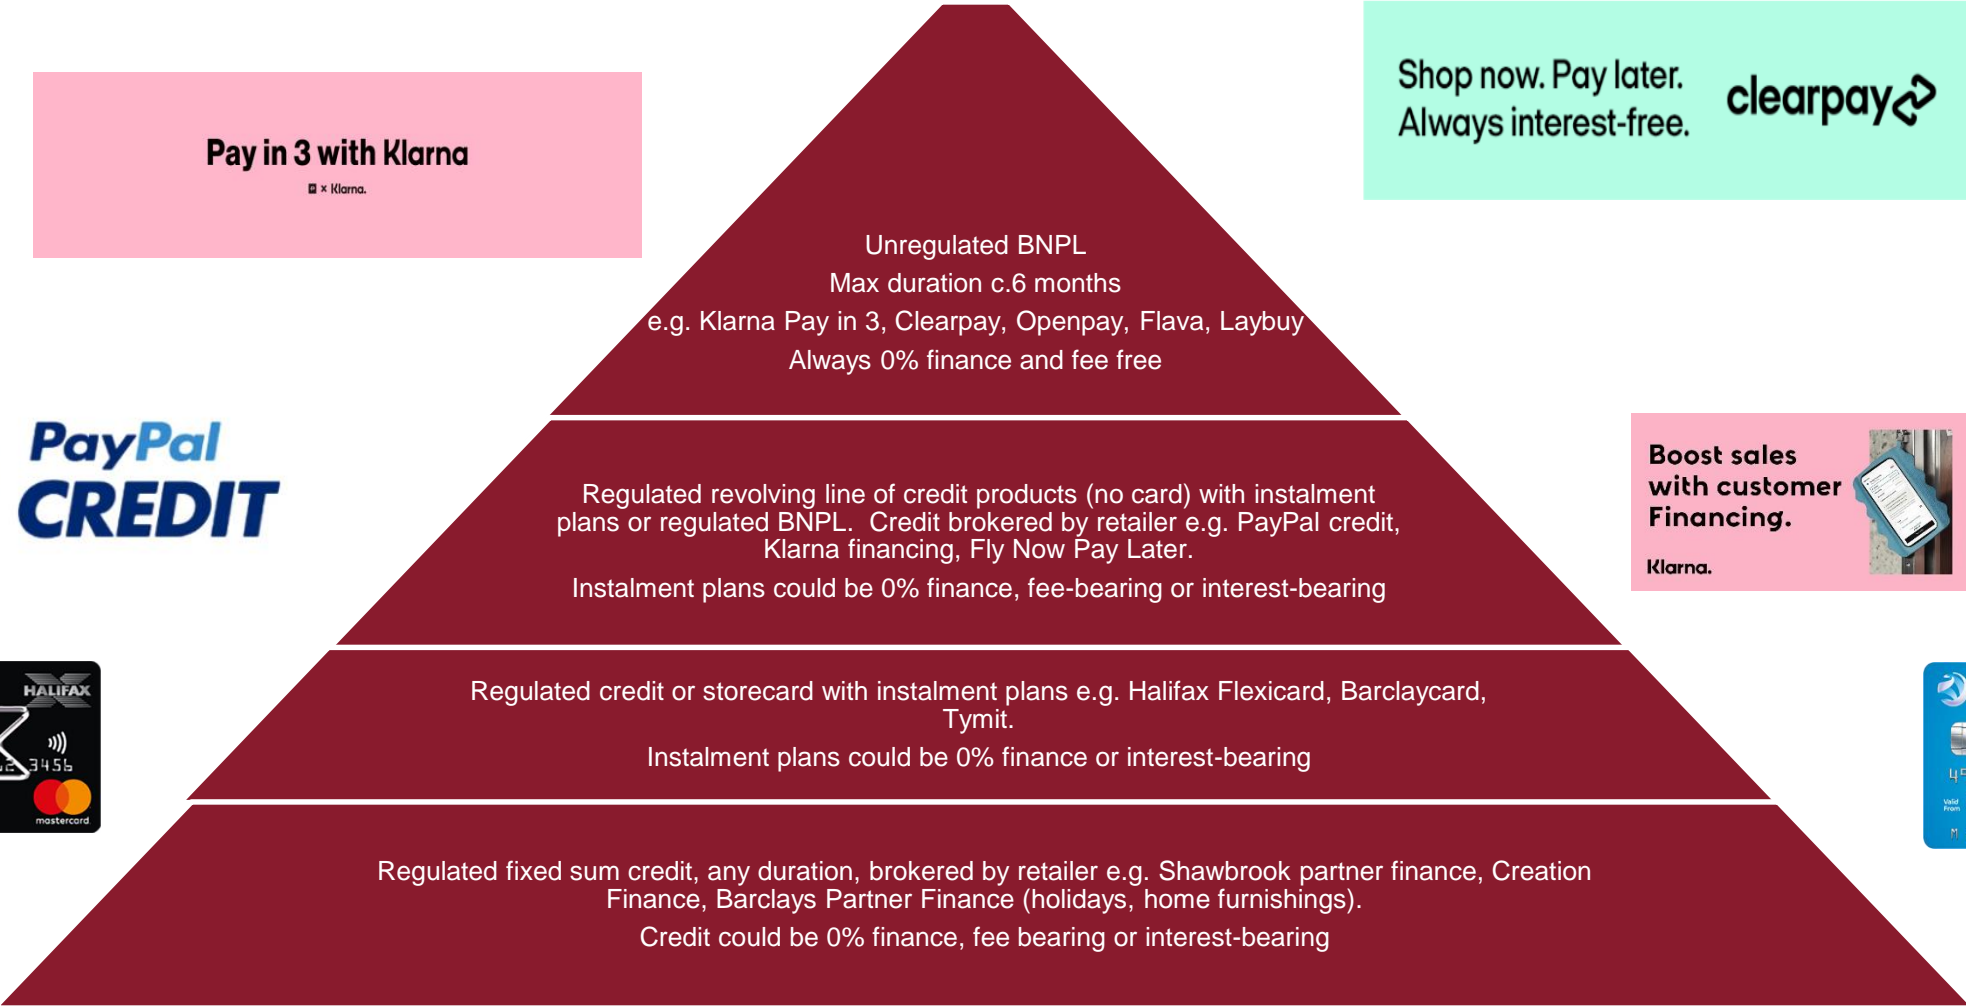 Pay in 3 with Klarna
P × Klarna.
Shop now. Pay later.
Always interest-free.
clearpay
Unregulated BNPL
Max duration c.6 months
e.g. Klarna Pay in 3, Clearpay, Openpay, Flava, Laybuy
Always 0% finance and fee free
PayPal
CREDIT
Regulated revolving line of credit products (no card) with instalment
plans or regulated BNPL.  Credit brokered by retailer e.g. PayPal credit,
Klarna financing, Fly Now Pay Later.
Instalment plans could be 0% finance, fee-bearing or interest-bearing
Boost sales
with customer
Financing.
Klarna.
HALIFAX
3456
mastercard
Regulated credit or storecard with instalment plans e.g. Halifax Flexicard, Barclaycard,
Tymit.
Instalment plans could be 0% finance or interest-bearing
Valid
From
M
Regulated fixed sum credit, any duration, brokered by retailer e.g. Shawbrook partner finance, Creation
Finance, Barclays Partner Finance (holidays, home furnishings).
Credit could be 0% finance, fee bearing or interest-bearing